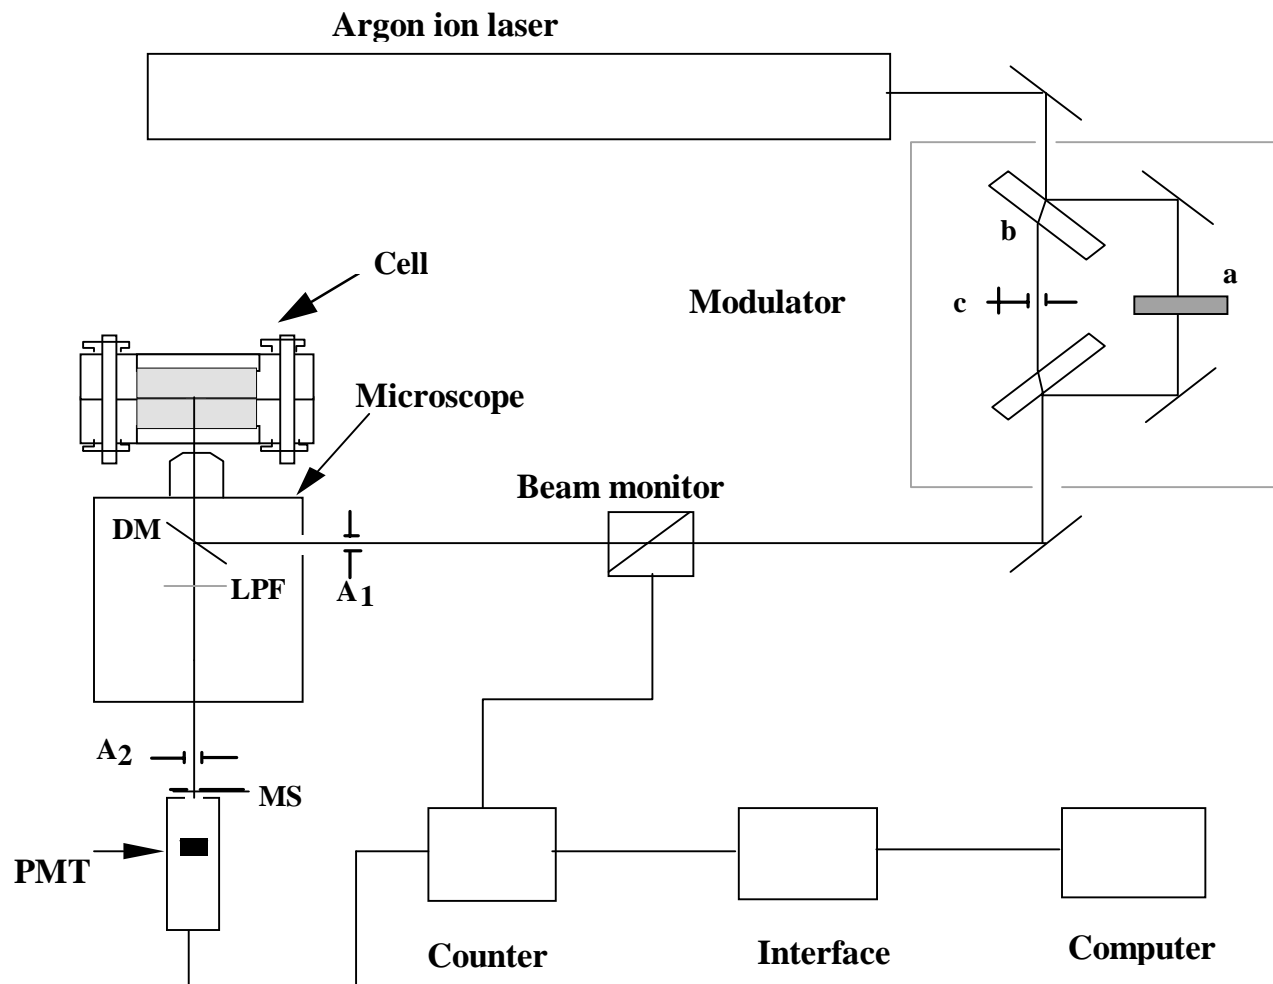 Argon ion laser
b
a
Cell
Modulator
c
Microscope
Beam monitor
DM
LPF
A1
A2
MS
PMT
Counter
Interface
Computer